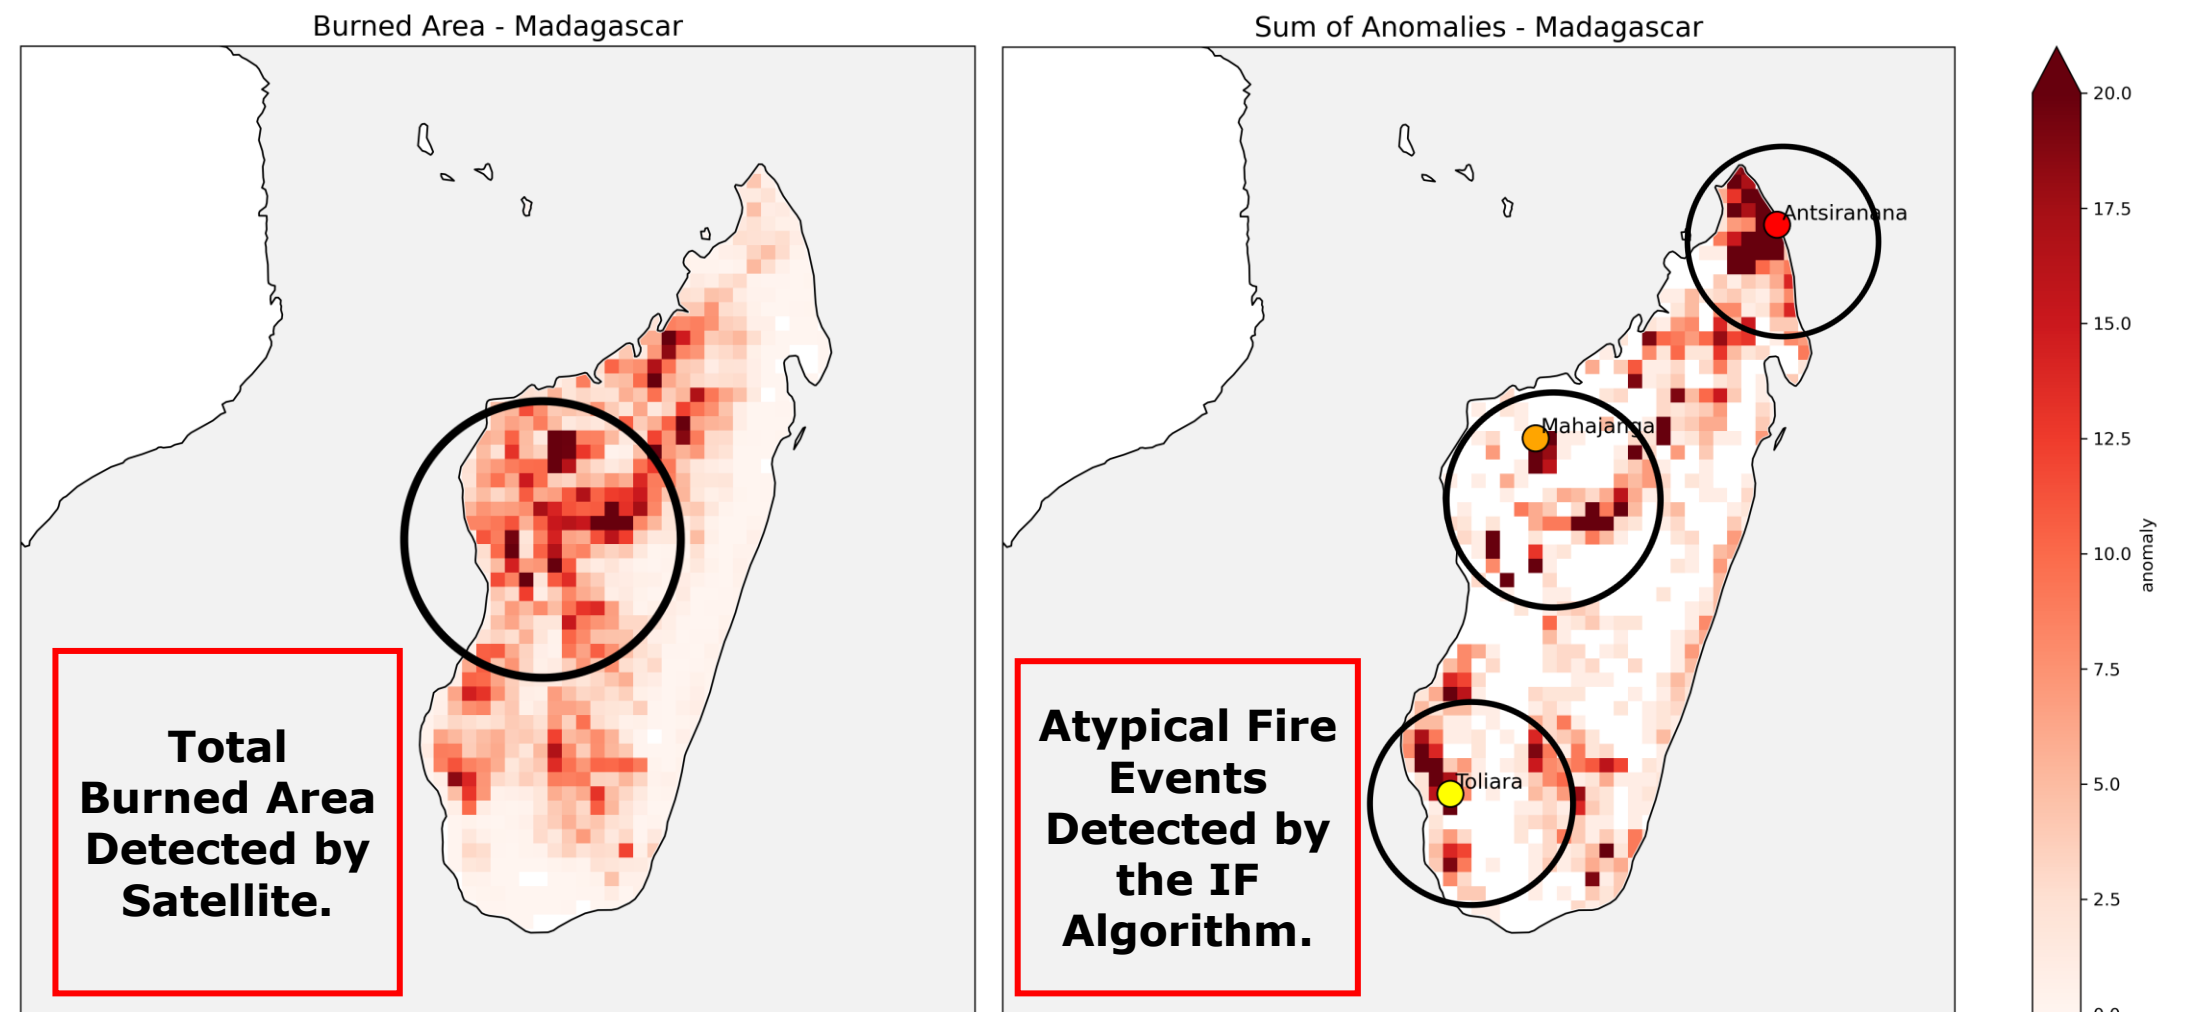 Burned Area - Madagascar
Total
Burned Area
Detected by
Satellite.
Sum of Anomalies - Madagascar
Antsiranana
Mahajanga
Toliara
Atypical Fire
Events
Detected by
the IF
Algorithm.
20.0
17.5
15.0
12.5
10.0
7.5
5.0
2.5
0.0
anomaly